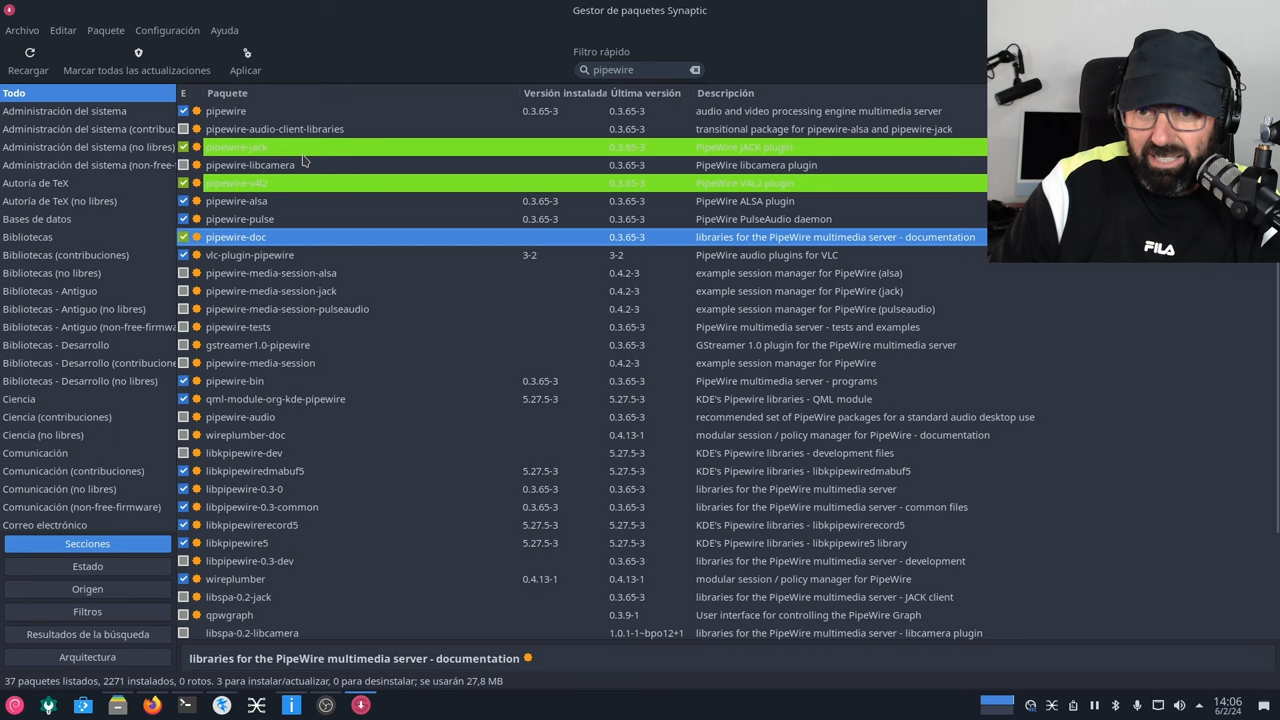 Gestor de paquetes Synaptic
Archivo Editar Paquete Configuración Ayuda
Filtro rápido
Recargar Marcar todas las actualizaciones Aplicar pipewire
Todo E Paquete Versión instalada Última versión Descripción
Administración del sistema pipewire 0.3.65-3 0.3.65-3 audio and video processing engine multimedia server
Administración del sistema (contribuc pipewire-audio-client-libraries 0.3.65-3 transitional package for pipewire-alsa and pipewire-jack
Administración del sistema (no libres) pipewire-jack 0.3.65-3 PipeWire JACK plugin
Administración del sistema (non-free- pipewire-libcamera 0.3.65-3 PipeWire libcamera plugin
Autoría de TeX pipewire-v4l2 0.3.65-3 PipeWire V4L2 plugin
Autoría de TeX (no libres) pipewire-alsa 0.3.65-3 0.3.65-3 PipeWire ALSA plugin
Bases de datos pipewire-pulse 0.3.65-3 0.3.65-3 PipeWire PulseAudio daemon
Bibliotecas pipewire-doc 0.3.65-3 libraries for the PipeWire multimedia server - documentation
Bibliotecas (contribuciones) vlc-plugin-pipewire 3-2 3-2 PipeWire audio plugins for VLC
Bibliotecas (no libres) pipewire-media-session-alsa 0.4.2-3 example session manager for PipeWire (alsa)
Bibliotecas - Antiguo pipewire-media-session-jack 0.4.2-3 example session manager for PipeWire (jack)
Bibliotecas - Antiguo (no libres) pipewire-media-session-pulseaudio 0.4.2-3 example session manager for PipeWire (pulseaudio)
Bibliotecas - Antiguo (non-free-firmwa pipewire-tests 0.3.65-3 PipeWire multimedia server - tests and examples
Bibliotecas - Desarrollo gstreamer1.0-pipewire 0.3.65-3 GStreamer 1.0 plugin for the PipeWire multimedia server
Bibliotecas - Desarrollo (contribucione pipewire-media-session 0.4.2-3 example session manager for PipeWire
Bibliotecas - Desarrollo (no libres) pipewire-bin 0.3.65-3 0.3.65-3 PipeWire multimedia server - programs
Ciencia qml-module-org-kde-pipewire 5.27.5-3 5.27.5-3 KDE's Pipewire libraries - QML module
Ciencia (contribuciones) pipewire-audio 0.3.65-3 recommended set of PipeWire packages for a standard audio desktop use
Ciencia (no libres) wireplumber-doc 0.4.13-1 modular session / policy manager for PipeWire - documentation
Comunicación libkpipewire-dev 5.27.5-3 KDE's Pipewire libraries - development files
Comunicación (contribuciones) libkpipewiredmabuf5 5.27.5-3 5.27.5-3 KDE's Pipewire libraries - libkpipewiredmabuf5
Comunicación (no libres) libpipewire-0.3-0 0.3.65-3 0.3.65-3 libraries for the PipeWire multimedia server
Comunicación (non-free-firmware) libpipewire-0.3-common 0.3.65-3 0.3.65-3 libraries for the PipeWire multimedia server - common files
Correo electrónico libkpipewirerecord5 5.27.5-3 5.27.5-3 KDE's Pipewire libraries - libkpipewirerecord5
Secciones libkpipewire5 5.27.5-3 5.27.5-3 KDE's Pipewire libraries - libkpipewire5 library
Estado libpipewire-0.3-dev 0.3.65-3 libraries for the PipeWire multimedia server - development
wireplumber 0.4.13-1 0.4.13-1 modular session / policy manager for PipeWire
Origen libspa-0.2-jack 0.3.65-3 libraries for the PipeWire multimedia server - JACK client
Filtros qpwgraph 0.3.9-1 User interface for controlling the PipeWire Graph
Resultados de la búsqueda libspa-0.2-libcamera 1.0.1-1~bpo12+1 libraries for the PipeWire multimedia server - libcamera plugin
Arquitectura libraries for the PipeWire multimedia server - documentation
37 paquetes listados, 2271 instalados, 0 rotos. 3 para instalar/actualizar, 0 para desinstalar; se usarán 27,8 MB
14:06
6/2/24
FILA